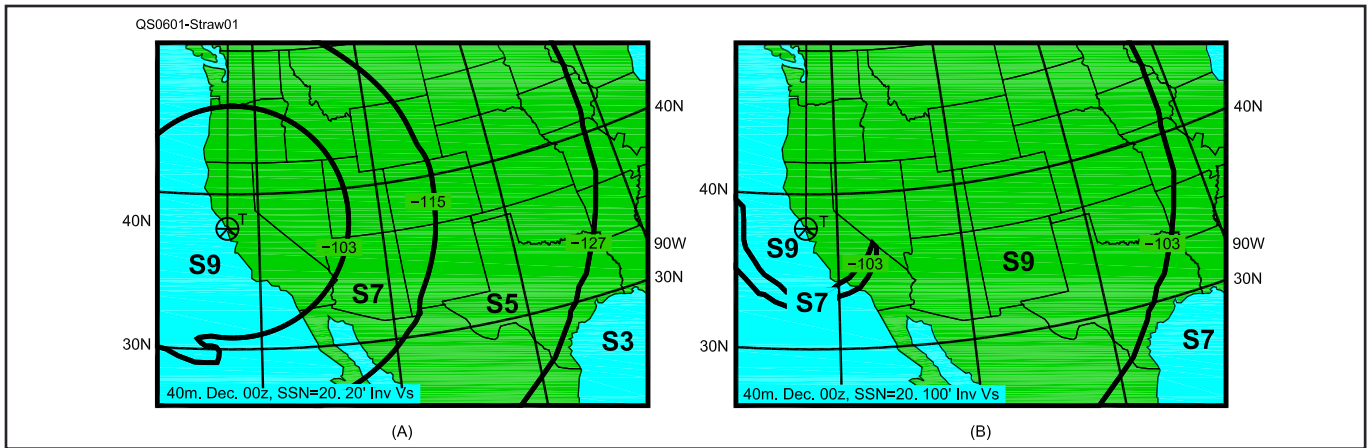 QS0601-Straw01
40N
40N
30N
90W
30N
T
–103
–115
–127
S9
S7
S5
S3
40m. Dec. 00z, SSN=20. 20' Inv Vs
(A)
40N
40N
30N
90W
30N
T
–103
–103
S9
S7
S9
S7
40m. Dec. 00z, SSN=20. 100' Inv Vs
(B)